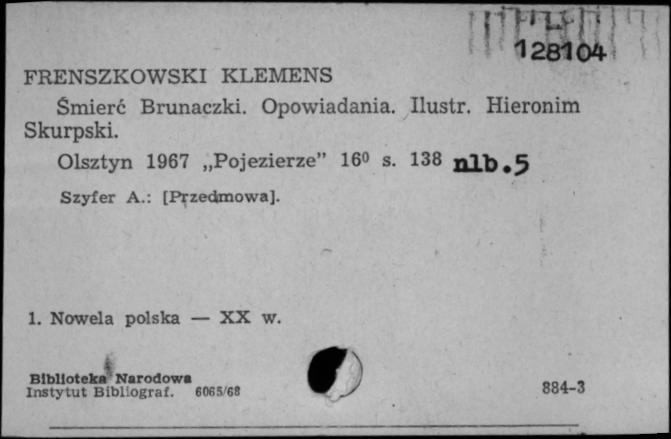 128104
FRENSZKOWSKI KLEMENS
Śmierć Brunaczki. Opowiadania. Ilustr. Hieronim
Skurpski.
Olsztyn 1967 „Pojezierze” 16⁰ s. 138 nlb.5
Szyfer A.: [Przedmowa].
1. Nowela polska — XX w.
Biblioteka Narodowa
Instytut Bibliograf. 6065/68
884-3